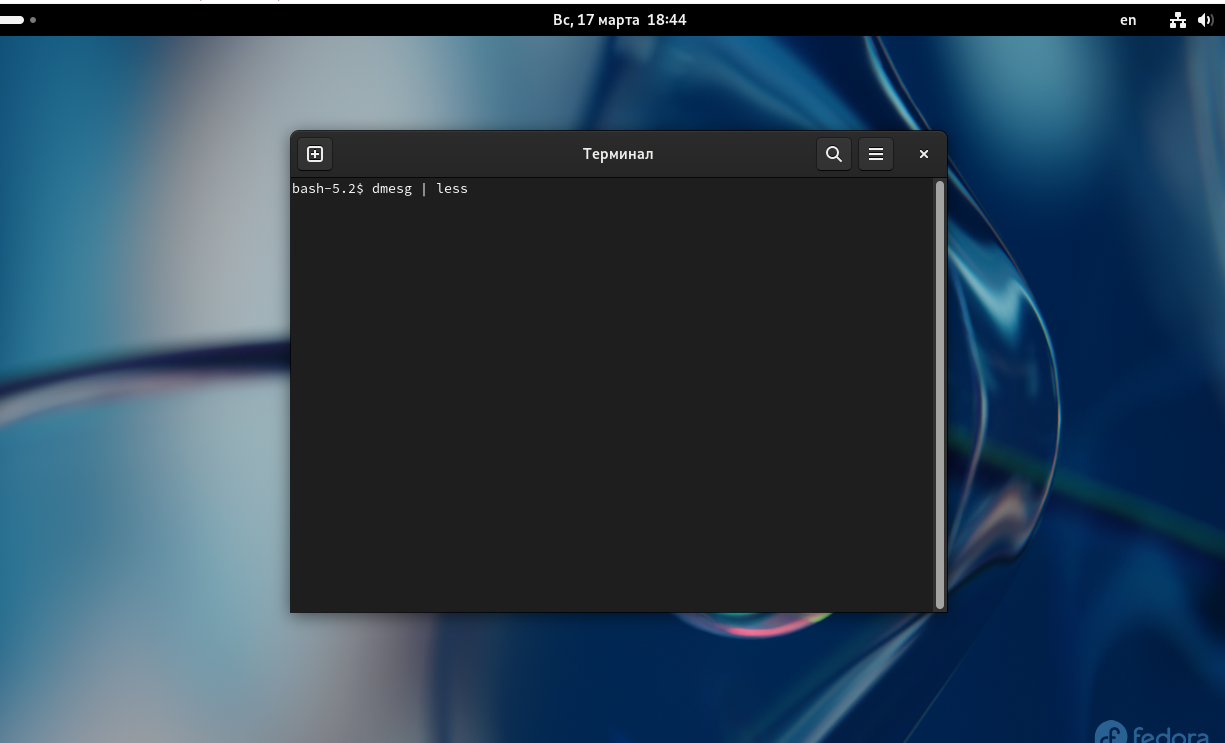 Вс, 17 марта 18:44
en
Терминал
bash-5.2$ dmesg | less
fedora